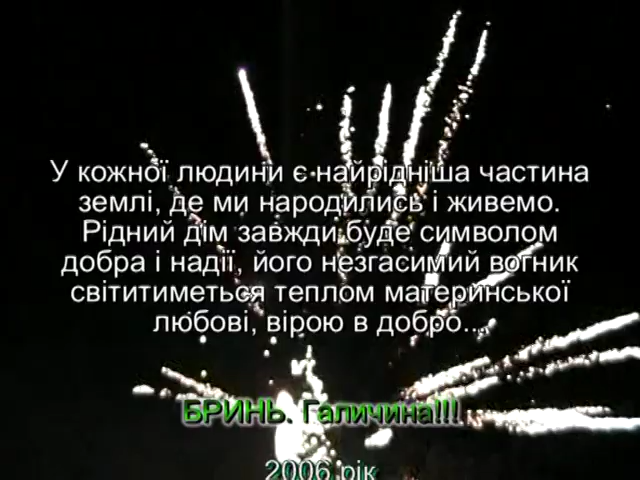 У кожної людини є найрідніша частина
землі, де ми народились і живемо.
Рідний дім завжди буде символом
добра і надії, його незгасимий вогник
світитиметься теплом материнської
любові, вірою в добро...
БРИНЬ. Галичина!!!
2006 рік